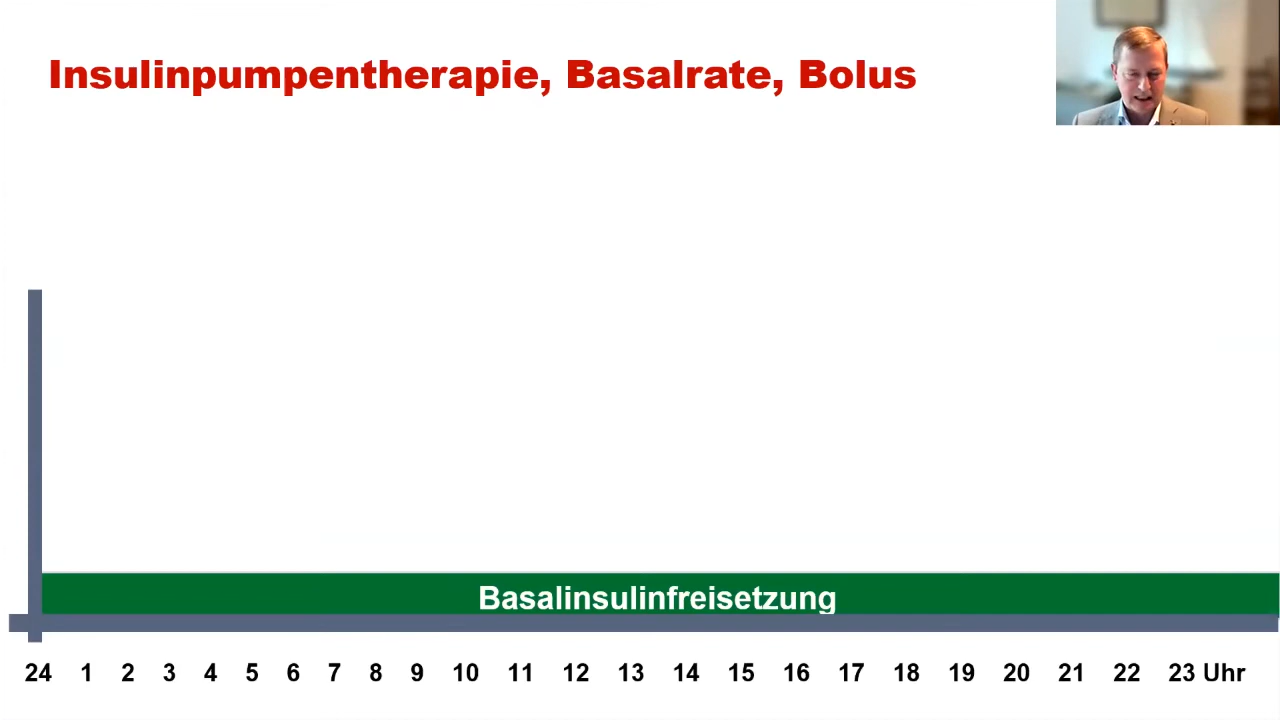 Insulinpumpentherapie, Basalrate, Bolus
Basalinsulinfreisetzung
24 1 2 3 4 5 6 7 8 9 10 11 12 13 14 15 16 17 18 19 20 21 22 23 Uhr